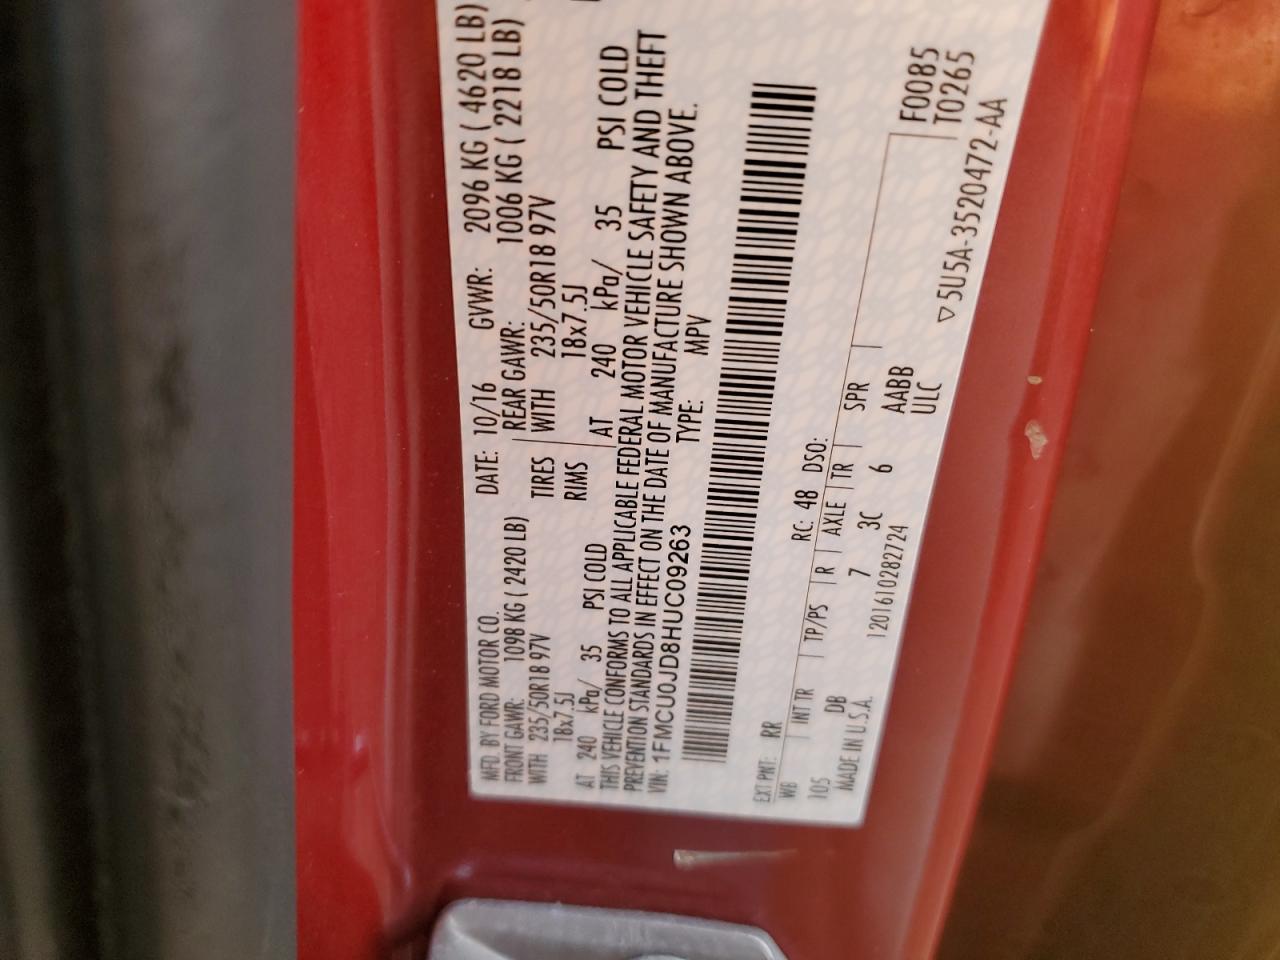 MFD. BY FORD MOTOR CO. DATE: 10/16 GVWR: 2096 KG ( 4620 LB)
FRONT GAWR: 1098 KG ( 2420 LB) REAR GAWR: 1006 KG ( 2218 LB)
WITH 235/50R18 97V TIRES WITH 235/50R18 97V
18x7.5J RIMS 18x7.5J
AT 240 kPa/ 35 PSI COLD AT 240 kPa/ 35 PSI COLD
THIS VEHICLE CONFORMS TO ALL APPLICABLE FEDERAL MOTOR VEHICLE SAFETY AND THEFT
PREVENTION STANDARDS IN EFFECT ON THE DATE OF MANUFACTURE SHOWN ABOVE.
VIN: 1FMCU0JD8HUC09263 TYPE: MPV
EXT PNT: RR RC: 48 DSO: F0085
WB INT TR TP/PS R AXLE TR SPR T0265
105 DB 7 3C 6 AABB
MADE IN U.S.A. 1201610282724 ULC
▽5U5A-3520472-AA